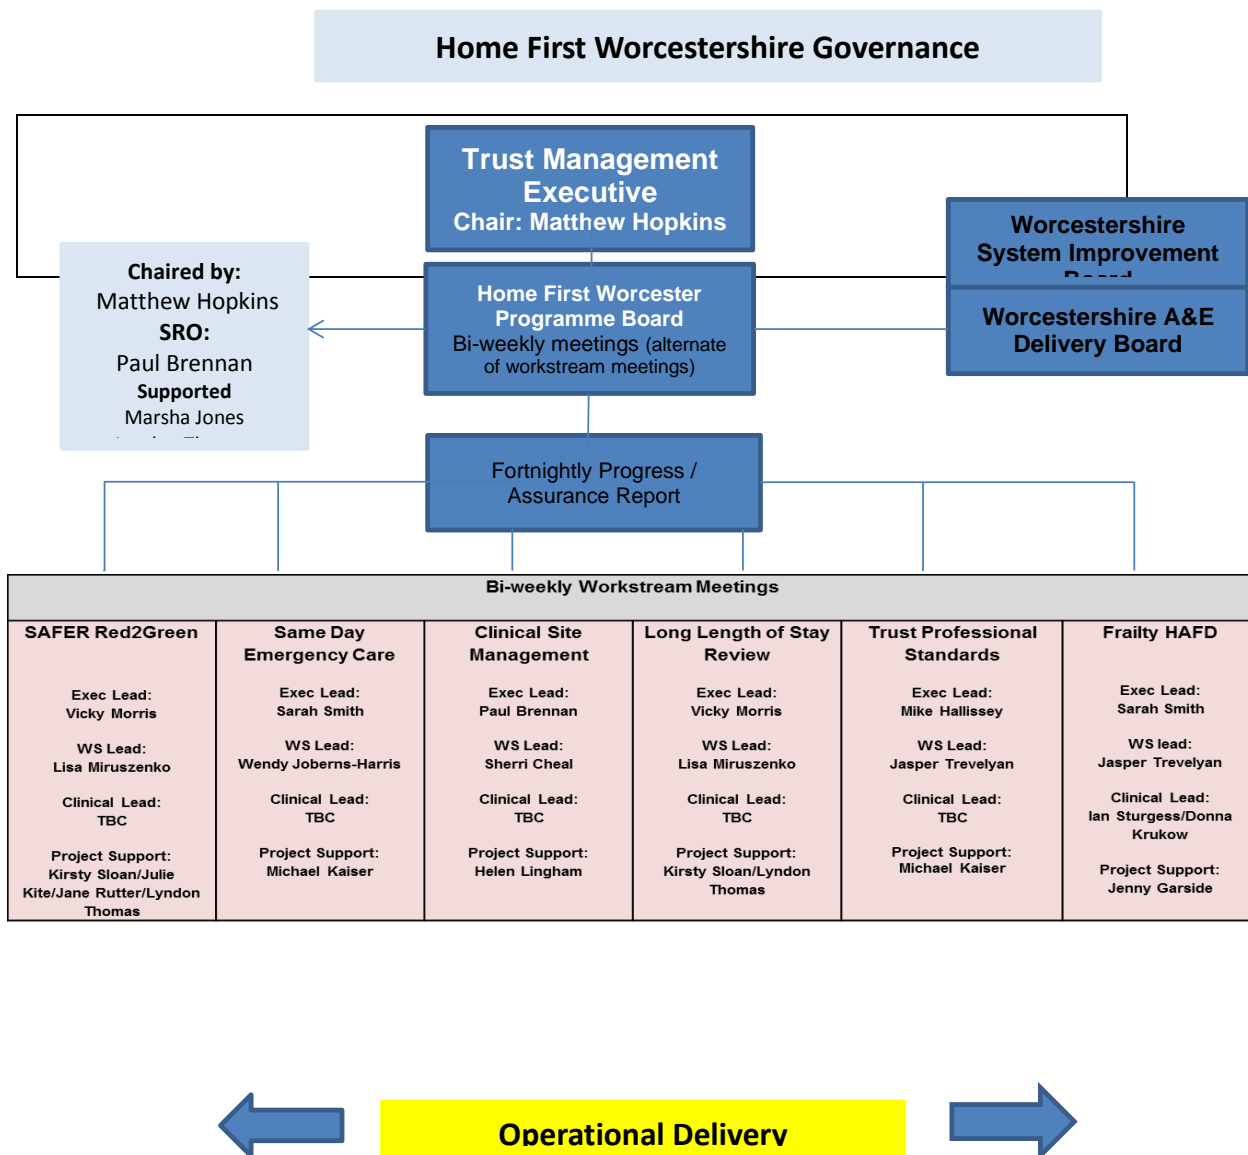 Home First Worcestershire Governance
Trust Management
Executive
Chair: Matthew Hopkins
Worcestershire
System Improvement
Board
Worcestershire A&E
Delivery Board
Chaired by:
Matthew Hopkins
SRO:
Paul Brennan
Supported
Marsha Jones
Home First Worcester
Programme Board
Bi-weekly meetings (alternate
of workstream meetings)
Fortnightly Progress /
Assurance Report
Bi-weekly Workstream Meetings
SAFER Red2Green
Exec Lead:
Vicky Morris
WS Lead:
Lisa Miruszenko
Clinical Lead:
TBC
Project Support:
Kirsty Sloan/Julie
Kite/Jane Rutter/Lyndon
Thomas
Same Day
Emergency Care
Exec Lead:
Sarah Smith
WS Lead:
Wendy Joberns-Harris
Clinical Lead:
TBC
Project Support:
Michael Kaiser
Clinical Site
Management
Exec Lead:
Paul Brennan
WS Lead:
Sherri Cheal
Clinical Lead:
TBC
Project Support:
Helen Lingham
Long Length of Stay
Review
Exec Lead:
Vicky Morris
WS Lead:
Lisa Miruszenko
Clinical Lead:
TBC
Project Support:
Kirsty Sloan/Lyndon
Thomas
Trust Professional
Standards
Exec Lead:
Mike Hallissey
WS Lead:
Jasper Trevelyan
Clinical Lead:
TBC
Project Support:
Michael Kaiser
Frailty HAFD
Exec Lead:
Sarah Smith
WS lead:
Jasper Trevelyan
Clinical Lead:
Ian Sturgess/Donna
Krukow
Project Support:
Jenny Garside
Operational Delivery